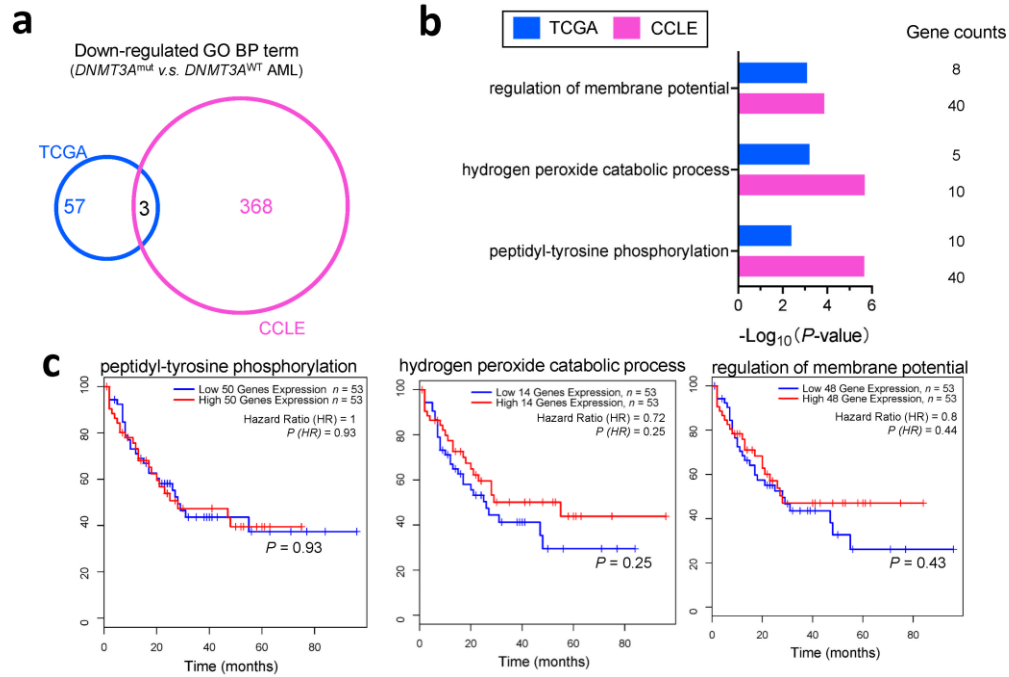 a
Down-regulated GO BP term
(DNMT3Amut v.s. DNMT3AWT AML)
TCGA
57
3
368
CCLE
b
TCGA
CCLE
Gene counts
regulation of membrane potential
8
40
hydrogen peroxide catabolic process
5
10
peptidyl-tyrosine phosphorylation
10
40
0 2 4 6
-Log10(P-value)
c
peptidyl-tyrosine phosphorylation
Low 50 Genes Expression n = 53
High 50 Genes Expression n = 53
Hazard Ratio (HR) = 1
P (HR) = 0.93
100
80
60
40
20
0
P = 0.93
0 20 40 60 80
Time (months)
hydrogen peroxide catabolic process
Low 14 Genes Expression, n = 53
High 14 Genes Expression, n = 53
Hazard Ratio (HR) = 0.72
P (HR) = 0.25
100
80
60
40
20
0
P = 0.25
0 20 40 60 80
Time (months)
regulation of membrane potential
Low 48 Gene Expression, n = 53
High 48 Gene Expression, n = 53
Hazard Ratio (HR) = 0.8
P (HR) = 0.44
100
80
60
40
20
0
P = 0.43
0 20 40 60 80
Time (months)